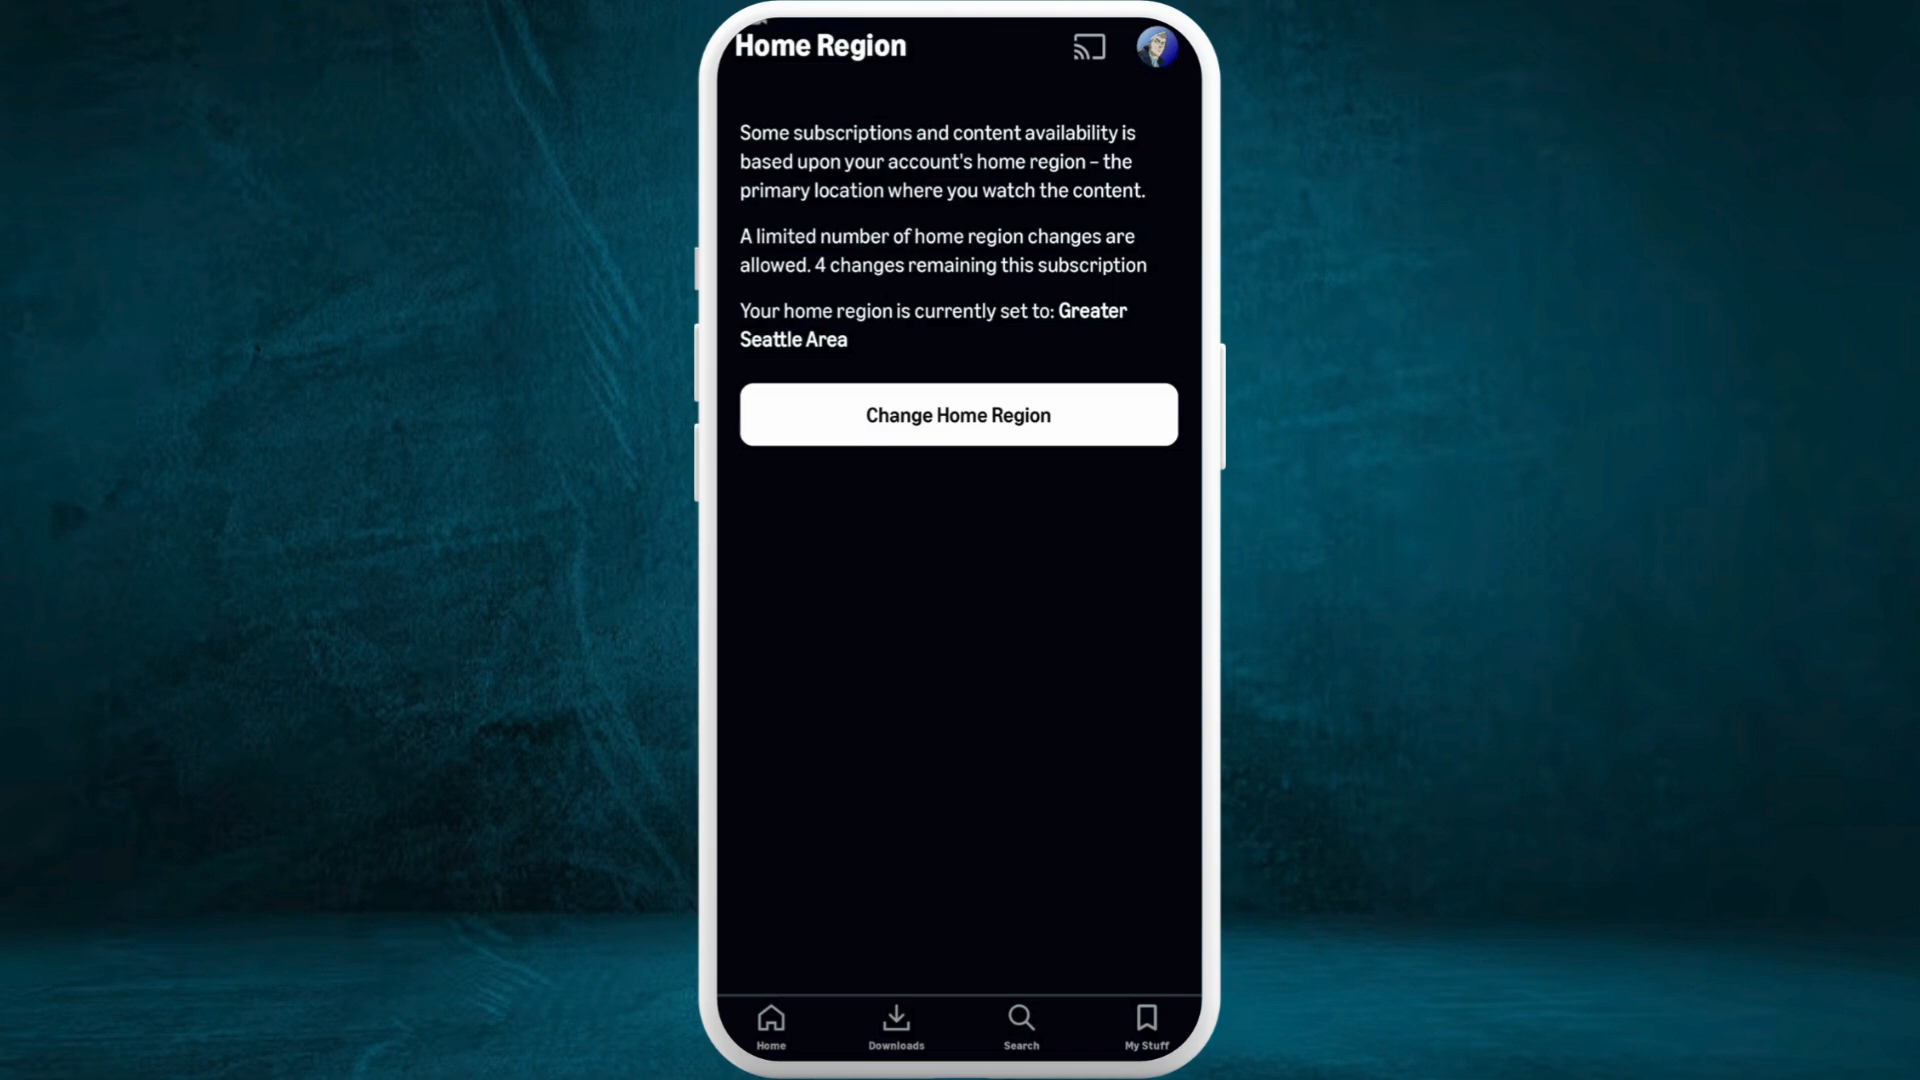 Home Region
Some subscriptions and content availability is
based upon your account's home region – the
primary location where you watch the content.
A limited number of home region changes are
allowed. 4 changes remaining this subscription
Your home region is currently set to: Greater
Seattle Area
Change Home Region
Home
Downloads
Search
My Stuff